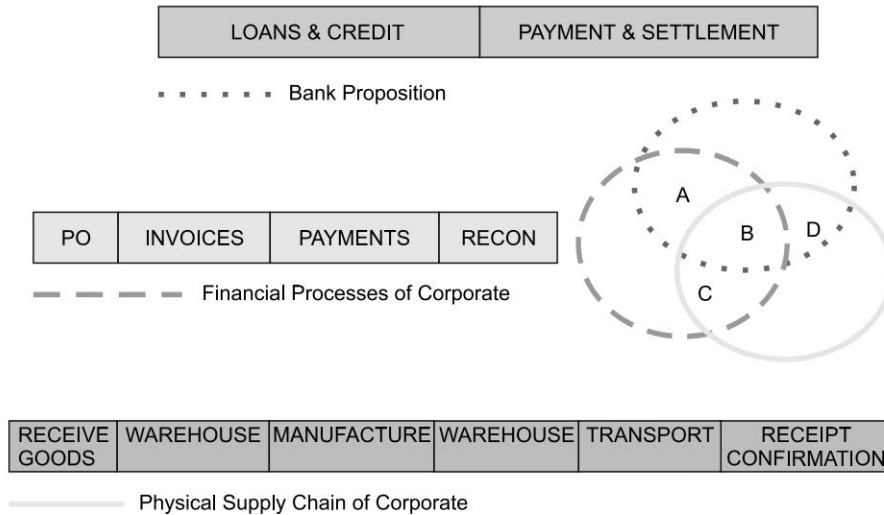 LOANS & CREDIT PAYMENT & SETTLEMENT
Bank Proposition
A
B D
C
PO INVOICES PAYMENTS RECON
Financial Processes of Corporate
RECEIVE GOODS WAREHOUSE MANUFACTURE WAREHOUSE TRANSPORT RECEIPT CONFIRMATION
Physical Supply Chain of Corporate